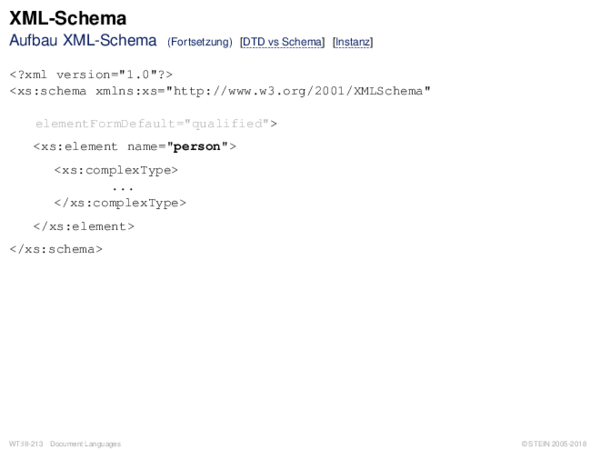 XML-Schema
Aufbau XML-Schema (Fortsetzung) [DTD vs Schema] [Instanz]
<?xml version="1.0"?>
<xs:schema xmlns:xs="http://www.w3.org/2001/XMLSchema"
elementFormDefault="qualified">
<xs:element name="person">
<xs:complexType>
...
</xs:complexType>
</xs:element>
</xs:schema>
WT:III-213 Document Languages
© STEIN 2005-2018